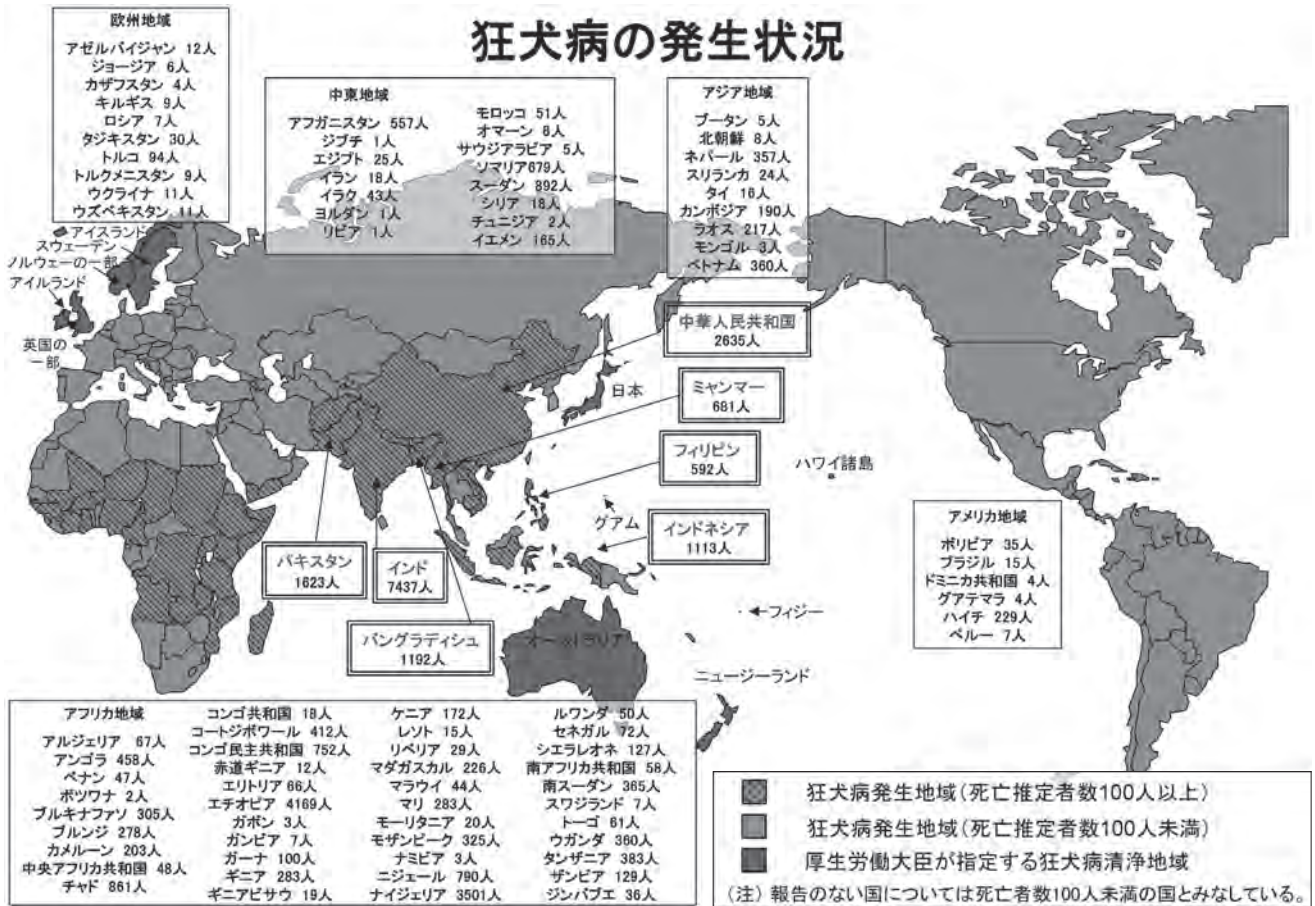 狂犬病の発生状況
欧州地域
アゼルバイジャン 12人
ジョージア 6人
カザフスタン 4人
キルギス 9人
ロシア 7人
タジキスタン 30人
トルコ 94人
トルクメニスタン 9人
ウクライナ 11人
ウズベキスタン 11人
中東地域
アフガニスタン 557人
ジブチ 1人
エジプト 25人
イラン 18人
イラク 43人
ヨルダン 1人
リビア 1人
モロッコ 51人
オマーン 8人
サウジアラビア 5人
ソマリア679人
スーダン 892人
シリア 18人
チュニジア 2人
イエメン 165人
アジア地域
ブータン 5人
北朝鮮 8人
ネパール 357人
スリランカ 24人
タイ 16人
カンボジア 190人
ラオス 217人
モンゴル 3人
ベトナム 360人
アイスランド
スウェーデン
ノルウェーの一部
アイルランド
英国の
一部
中華人民共和国
2635人
日本
ミャンマー
681人
フィリピン
592人
ハワイ諸島
グアム
インドネシア
1113人
パキスタン
1623人
インド
7437人
バングラディシュ
1192人
オーストラリア
フィジー
ニュージーランド
アメリカ地域
ボリビア 35人
ブラジル 15人
ドミニカ共和国 4人
グアテマラ 4人
ハイチ 229人
ペルー 7人
アフリカ地域
アルジェリア 67人
アンゴラ 458人
ベナン 47人
ボツワナ 2人
ブルキナファソ 305人
ブルンジ 278人
カメルーン 203人
中央アフリカ共和国 48人
チャド 861人
コンゴ共和国 18人
コートジボワール 412人
コンゴ民主共和国 752人
赤道ギニア 12人
エリトリア 66人
エチオピア 4169人
ガボン 3人
ガンビア 7人
ガーナ 100人
ギニア 283人
ギニアビサウ 19人
ケニア 172人
レソト 15人
リベリア 29人
マダガスカル 226人
マラウイ 44人
マリ 283人
モーリタニア 20人
モザンビーク 325人
ナミビア 3人
ニジェール 790人
ナイジェリア 3501人
ルワンダ 50人
セネガル 72人
シエラレオネ 127人
南アフリカ共和国 58人
南スーダン 365人
スワジランド 7人
トーゴ 61人
ウガンダ 360人
タンザニア 383人
ザンビア 129人
ジンバブエ 36人
狂犬病発生地域(死亡推定者数100人以上)
狂犬病発生地域(死亡推定者数100人未満)
厚生労働大臣が指定する狂犬病清浄地域
(注) 報告のない国については死亡者数100人未満の国とみなしている。